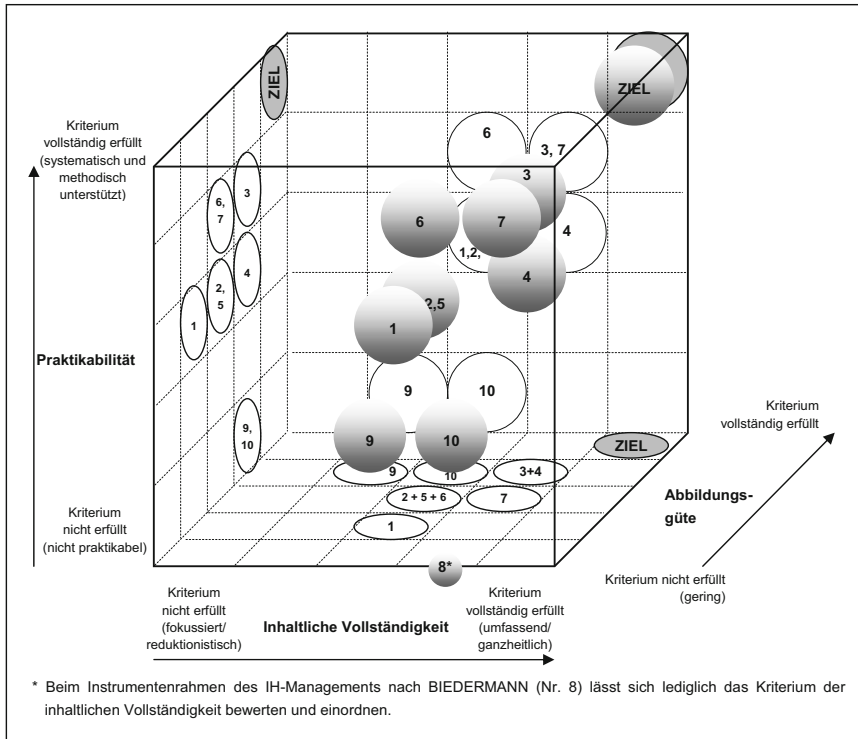 ZIEL
ZIEL
Kriterium
vollständig erfüllt
(systematisch und
methodisch
unterstützt)
6
3, 7
3
6,
7
3
6
7
4
1,2,
4
4
2,
5
2,5
1
1
Praktikabilität
9
10
Kriterium
vollständig erfüllt
9,
10
9
10
ZIEL
9
10
3+4
2 + 5 + 6
7
Abbildungs-
güte
Kriterium
nicht erfüllt
(nicht praktikabel)
1
8*
Kriterium nicht erfüllt
(gering)
Kriterium
nicht erfüllt
(fokussiert/
reduktionistisch)
Inhaltliche Vollständigkeit
Kriterium
vollständig erfüllt
(umfassend/
ganzheitlich)
* Beim Instrumentenrahmen des IH-Managements nach BIEDERMANN (Nr. 8) lässt sich lediglich das Kriterium der
inhaltlichen Vollständigkeit bewerten und einordnen.